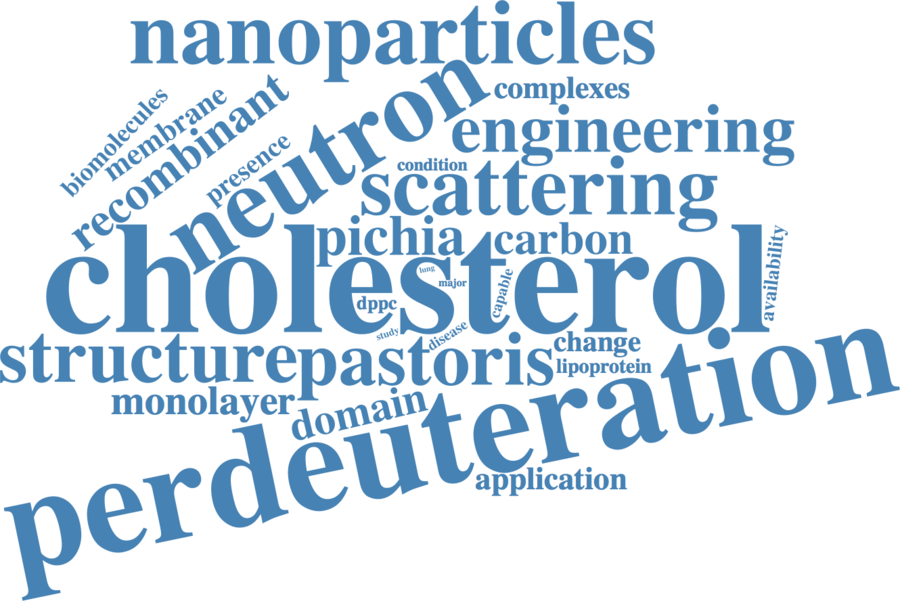 nanoparticles
complexes
biomolecules
membrane
recombinant
neutron
engineering
presence
condition
scattering
pichia
carbon
cholesterol
availability
lung
major
capable
dppc
study
disease
structure
pastoris
change
lipoprotein
monolayer
domain
perdeuteration
application